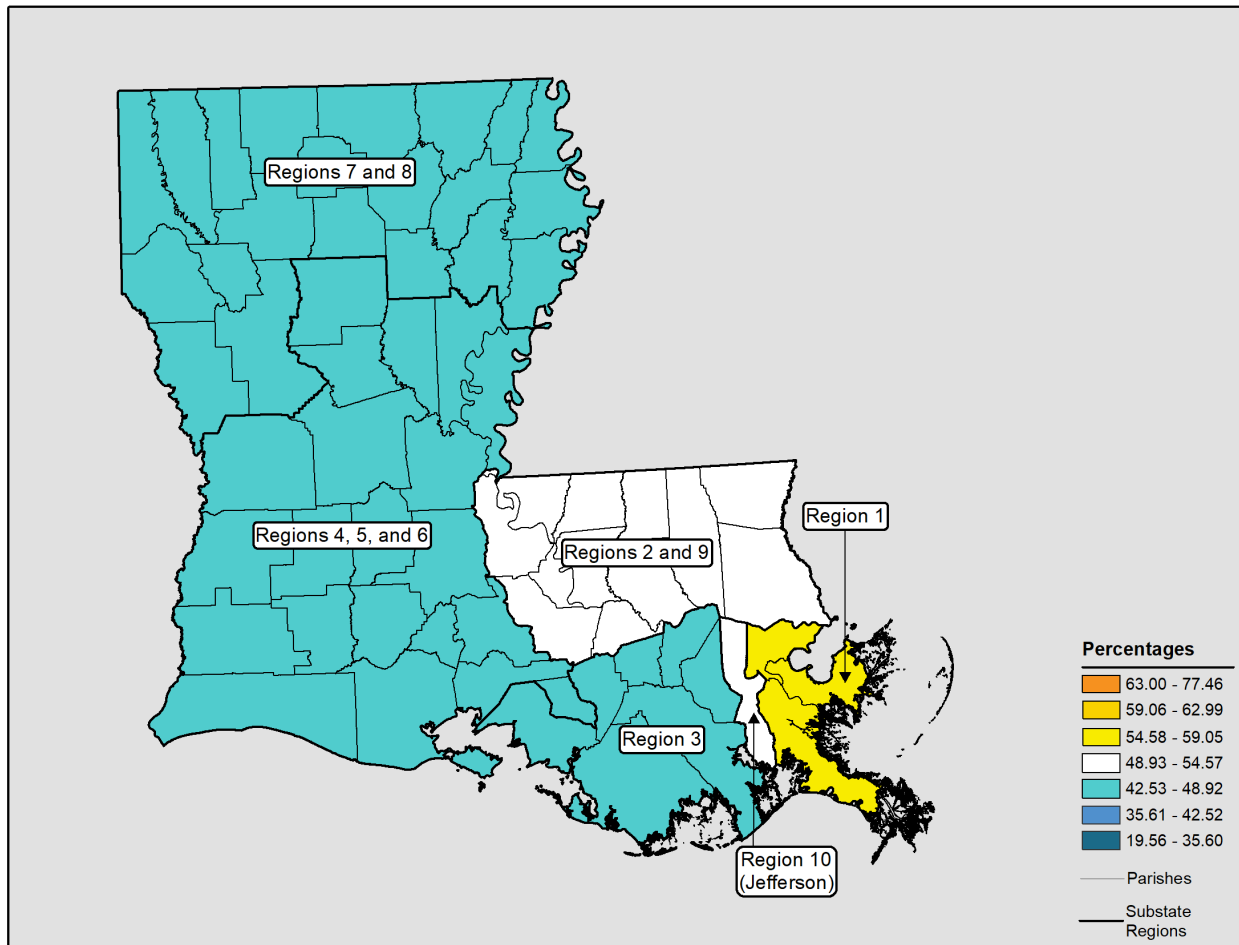 Regions 7 and 8
Region 1
Regions 4, 5, and 6
Regions 2 and 9
Region 3
Region 10
(Jefferson)
Percentages
63.00 - 77.46
59.06 - 62.99
54.58 - 59.05
48.93 - 54.57
42.53 - 48.92
35.61 - 42.52
19.56 - 35.60
Parishes
Substate
Regions